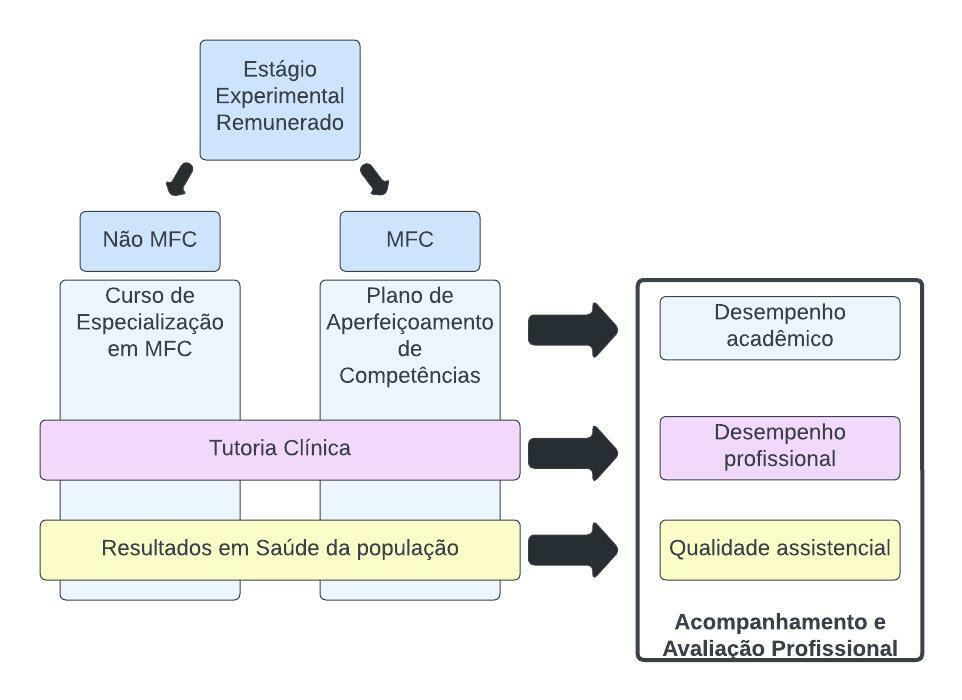 Estágio
Experimental
Remunerado
Não MFC
MFC
Curso de
Especialização
em MFC
Plano de
Aperfeiçoamento
de
Competências
Desempenho
acadêmico
Tutoria Clínica
Desempenho
profissional
Resultados em Saúde da população
Qualidade assistencial
Acompanhamento e
Avaliação Profissional